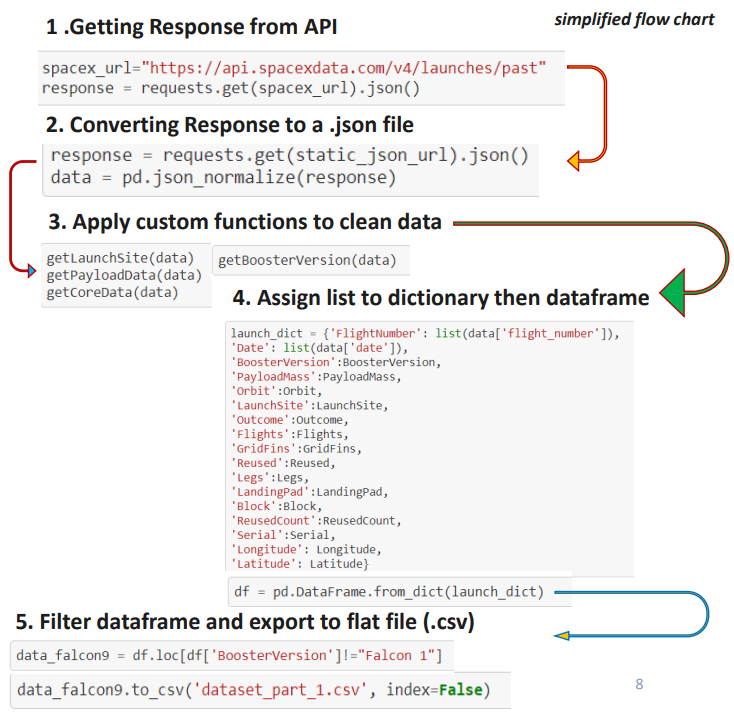 1 .Getting Response from API
simplified flow chart
spacex_url="https://api.spacexdata.com/v4/launches/past"
response = requests.get(spacex_url).json()
2. Converting Response to a .json file
response = requests.get(static_json_url).json()
data = pd.json_normalize(response)
3. Apply custom functions to clean data
getLaunchSite(data)
getPayloadData(data)
getCoreData(data)
getBoosterVersion(data)
4. Assign list to dictionary then dataframe
launch_dict = {'FlightNumber': list(data['flight_number']),
'Date': list(data['date']),
'BoosterVersion':BoosterVersion,
'PayloadMass':PayloadMass,
'Orbit':Orbit,
'LaunchSite':LaunchSite,
'Outcome':Outcome,
'Flights':Flights,
'GridFins':GridFins,
'Reused':Reused,
'Legs':Legs,
'LandingPad':LandingPad,
'Block':Block,
'ReusedCount':ReusedCount,
'Serial':Serial,
'Longitude': Longitude,
'Latitude': Latitude}
df = pd.DataFrame.from_dict(launch_dict)
5. Filter dataframe and export to flat file (.csv)
data_falcon9 = df.loc[df['BoosterVersion']!="Falcon 1"]
data_falcon9.to_csv('dataset_part_1.csv', index=False)
8